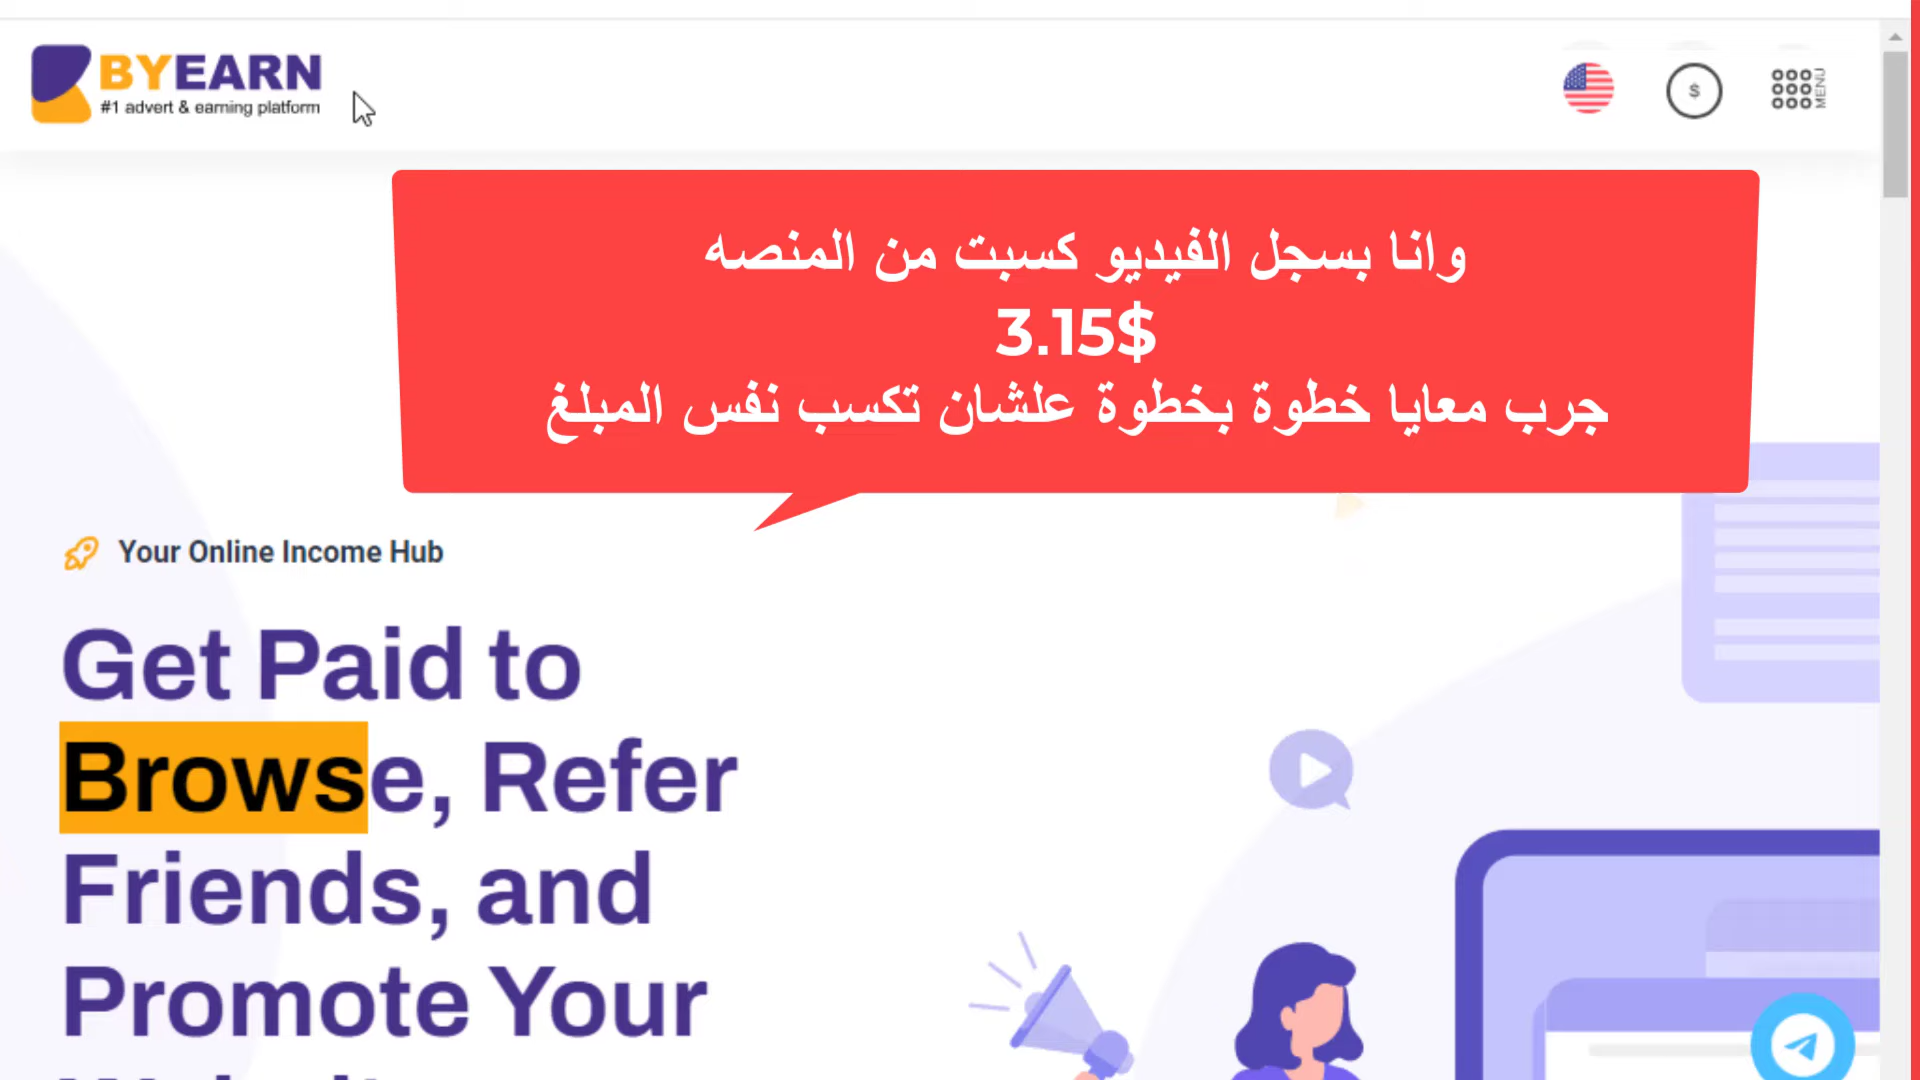 BYEARN
#1 advert & earning platform
$
MENU
وانا بسجل الفيديو كسبت من المنصه
3.15$
جرب معايا خطوة بخطوة علشان تكسب نفس المبلغ
Your Online Income Hub
Get Paid to
Browse, Refer
Friends, and
Promote Your